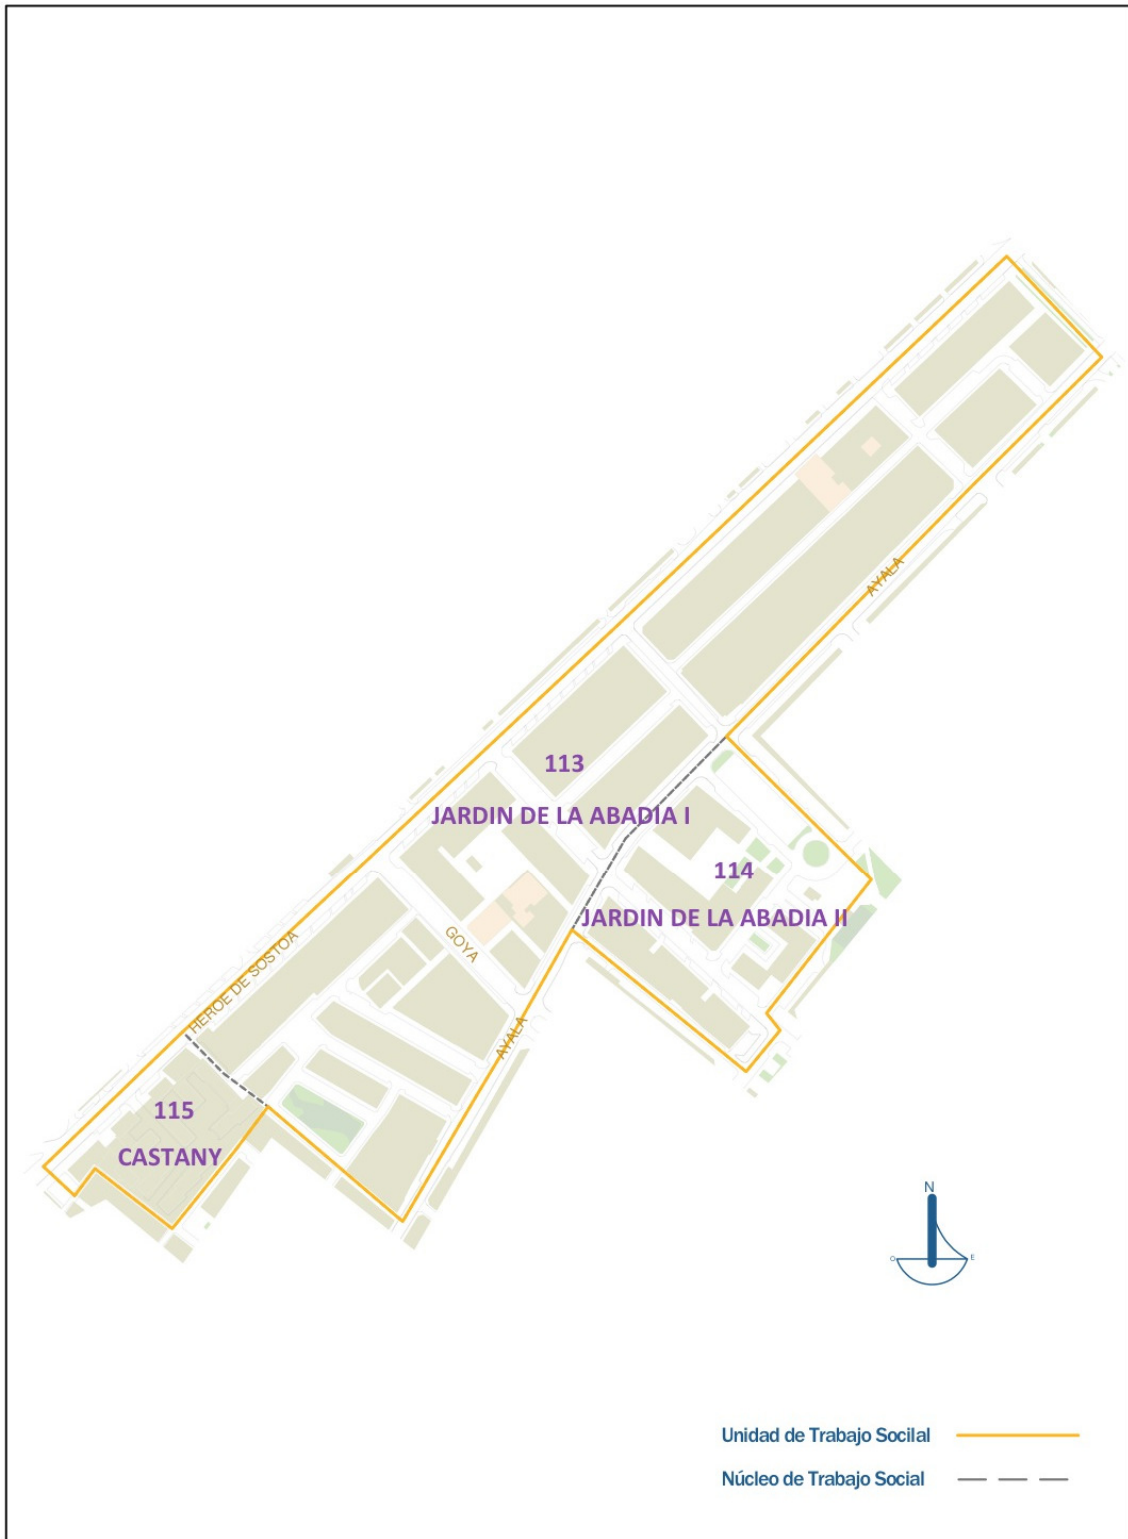 AYALA
113
JARDIN DE LA ABADIA I
114
JARDIN DE LA ABADIA II
GOYA
HEROE DE SOSTOA
AYALA
115
CASTANY
N
O
E
Unidad de Trabajo Socilal
Núcleo de Trabajo Social